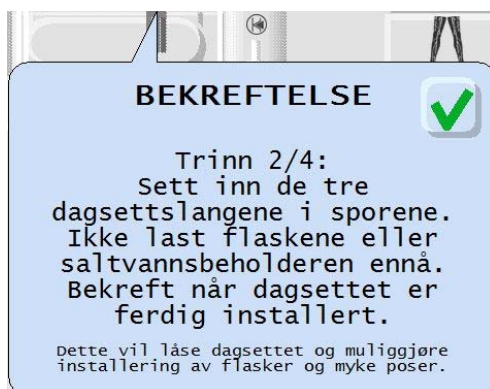 BEKREFTELSE
Trinn 2/4:
Sett inn de tre
dagsettslangene i sporene.
Ikke last flaskene eller
saltvannsbeholderen ennå.
Bekreft når dagsettet er
ferdig installert.
Dette vil låse dagsettet og muliggjøre
installering av flasker og myke poser.